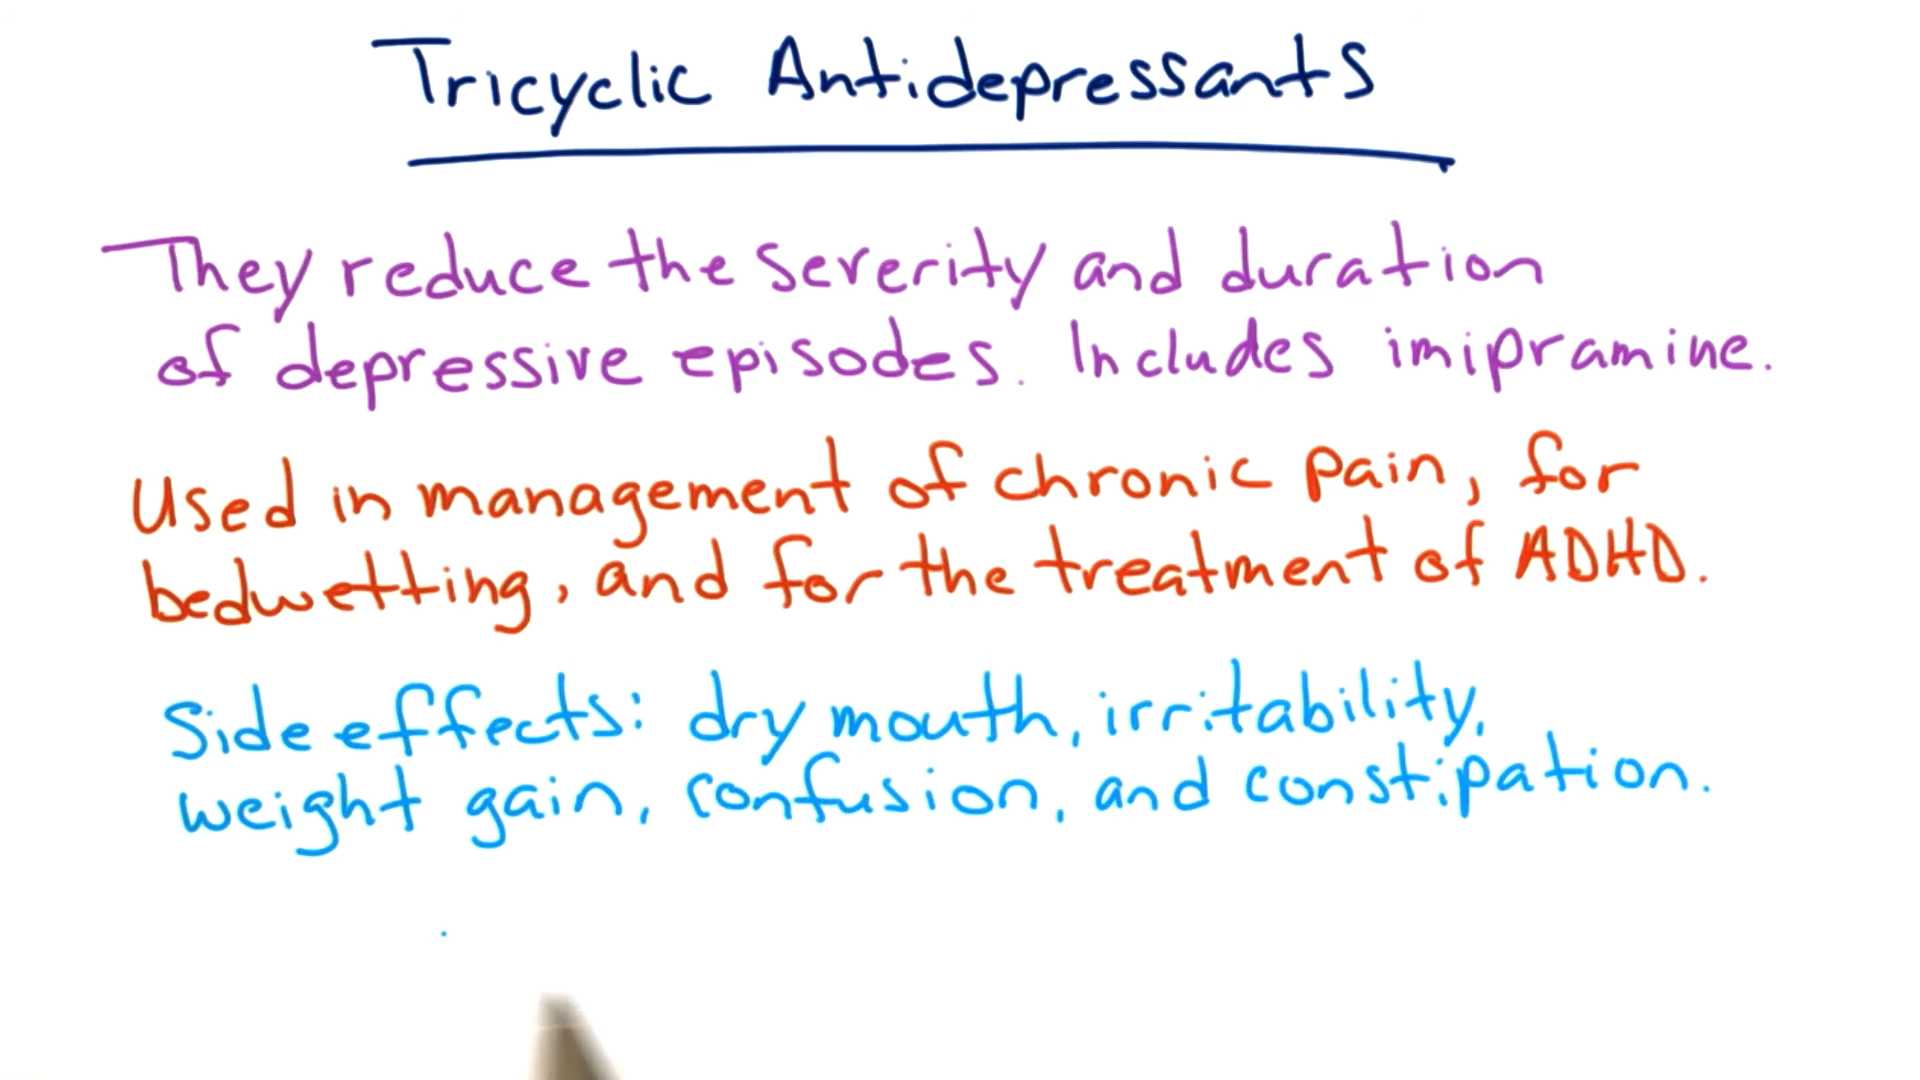 Tricyclic Antidepressants
They reduce the severity and duration
of depressive episodes. Includes imipramine.
Used in management of chronic pain, for
bedwetting, and for the treatment of ADHD.
Side effects: dry mouth, irritability,
weight gain, confusion, and constipation.